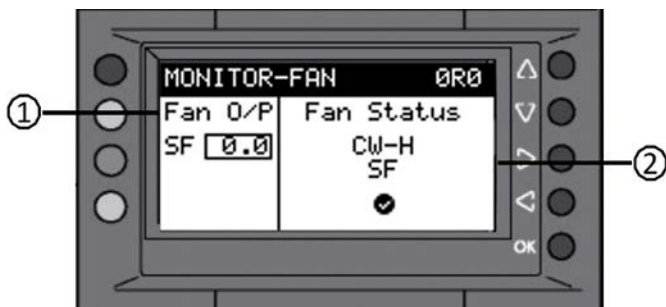 MONITOR-FAN 0R0
Fan O/P Fan Status
SF 0.0 CW-H
SF
OK
1
2